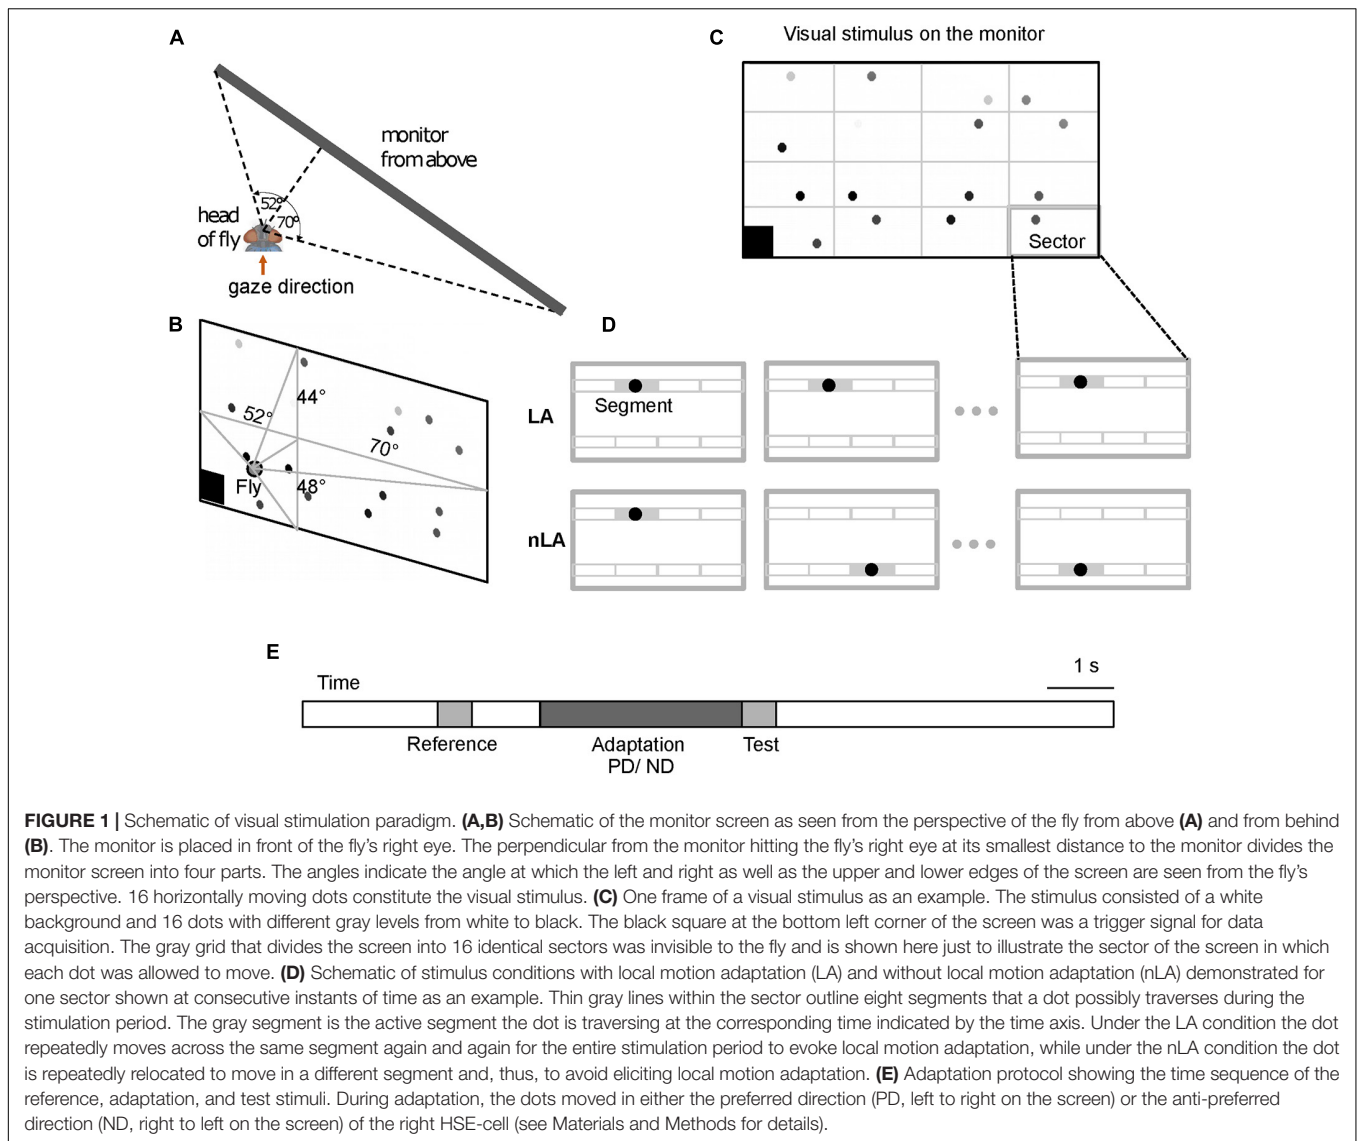 A
monitor
from above
52°
70°
head
of fly
gaze direction
B
44°
52°
70°
Fly
48°
C
Visual stimulus on the monitor
Sector
D
LA
Segment
nLA
E
1 s
Time
Reference
Adaptation
PD/ ND
Test
FIGURE 1 | Schematic of visual stimulation paradigm. (A,B) Schematic of the monitor screen as seen from the perspective of the fly from above (A) and from behind
(B). The monitor is placed in front of the fly's right eye. The perpendicular from the monitor hitting the fly's right eye at its smallest distance to the monitor divides the
monitor screen into four parts. The angles indicate the angle at which the left and right as well as the upper and lower edges of the screen are seen from the fly's
perspective. 16 horizontally moving dots constitute the visual stimulus. (C) One frame of a visual stimulus as an example. The stimulus consisted of a white
background and 16 dots with different gray levels from white to black. The black square at the bottom left corner of the screen was a trigger signal for data
acquisition. The gray grid that divides the screen into 16 identical sectors was invisible to the fly and is shown here just to illustrate the sector of the screen in which
each dot was allowed to move. (D) Schematic of stimulus conditions with local motion adaptation (LA) and without local motion adaptation (nLA) demonstrated for
one sector shown at consecutive instants of time as an example. Thin gray lines within the sector outline eight segments that a dot possibly traverses during the
stimulation period. The gray segment is the active segment the dot is traversing at the corresponding time indicated by the time axis. Under the LA condition the dot
repeatedly moves across the same segment again and again for the entire stimulation period to evoke local motion adaptation, while under the nLA condition the dot
is repeatedly relocated to move in a different segment and, thus, to avoid eliciting local motion adaptation. (E) Adaptation protocol showing the time sequence of the
reference, adaptation, and test stimuli. During adaptation, the dots moved in either the preferred direction (PD, left to right on the screen) or the anti-preferred
direction (ND, right to left on the screen) of the right HSE-cell (see Materials and Methods for details).